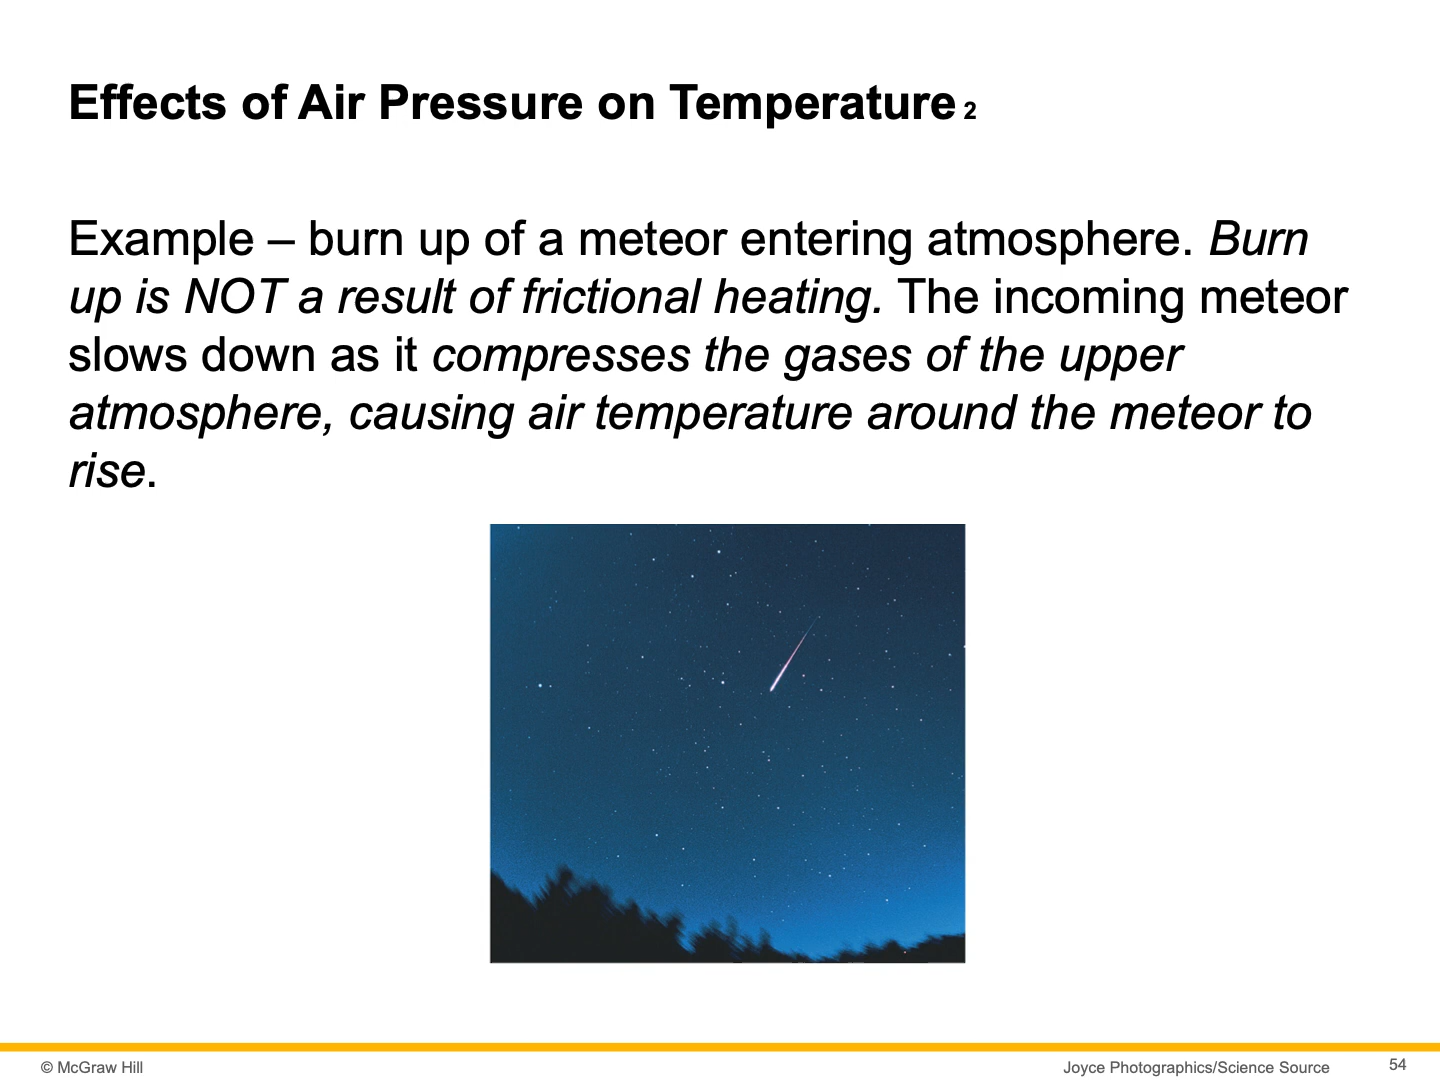 Effects of Air Pressure on Temperature 2
Example – burn up of a meteor entering atmosphere. Burn
up is NOT a result of frictional heating. The incoming meteor
slows down as it compresses the gases of the upper
atmosphere, causing air temperature around the meteor to
rise.
© McGraw Hill
Joyce Photographics/Science Source
54